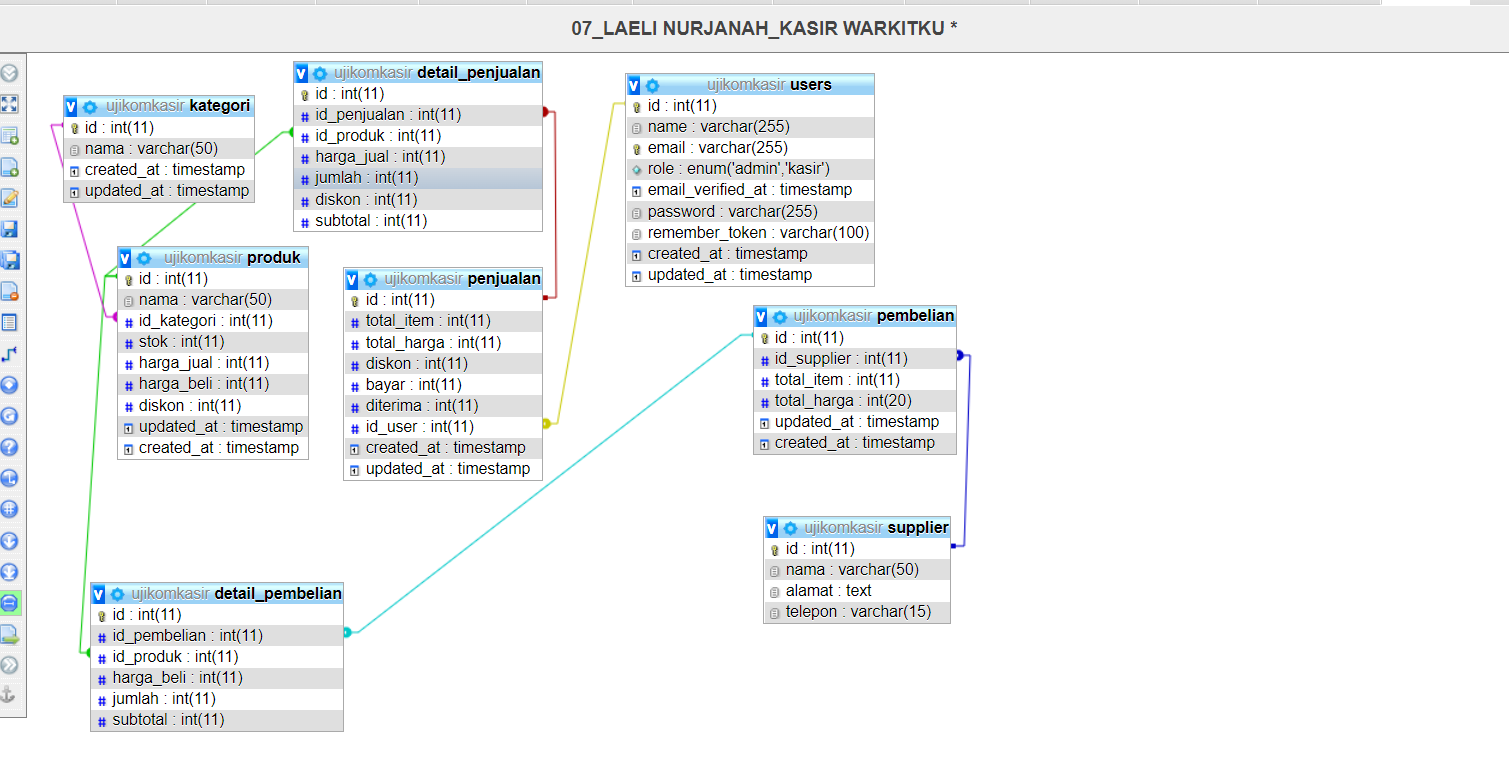 07_LAELI NURJANAH_KASIR WARKITKU *
ujikomkasir kategori
id : int(11)
nama : varchar(50)
created_at : timestamp
updated_at : timestamp
ujikomkasir detail_penjualan
id : int(11)
id_penjualan : int(11)
id_produk : int(11)
harga_jual : int(11)
jumlah : int(11)
diskon : int(11)
subtotal : int(11)
ujikomkasir users
id : int(11)
name : varchar(255)
email : varchar(255)
role : enum('admin','kasir')
email_verified_at : timestamp
password : varchar(255)
remember_token : varchar(100)
created_at : timestamp
updated_at : timestamp
ujikomkasir produk
id : int(11)
nama : varchar(50)
id_kategori : int(11)
stok : int(11)
harga_jual : int(11)
harga_beli : int(11)
diskon : int(11)
updated_at : timestamp
created_at : timestamp
ujikomkasir penjualan
id : int(11)
total_item : int(11)
total_harga : int(11)
diskon : int(11)
bayar : int(11)
diterima : int(11)
id_user : int(11)
created_at : timestamp
updated_at : timestamp
ujikomkasir pembelian
id : int(11)
id_supplier : int(11)
total_item : int(11)
total_harga : int(20)
updated_at : timestamp
created_at : timestamp
ujikomkasir supplier
id : int(11)
nama : varchar(50)
alamat : text
telepon : varchar(15)
ujikomkasir detail_pembelian
id : int(11)
id_pembelian : int(11)
id_produk : int(11)
harga_beli : int(11)
jumlah : int(11)
subtotal : int(11)